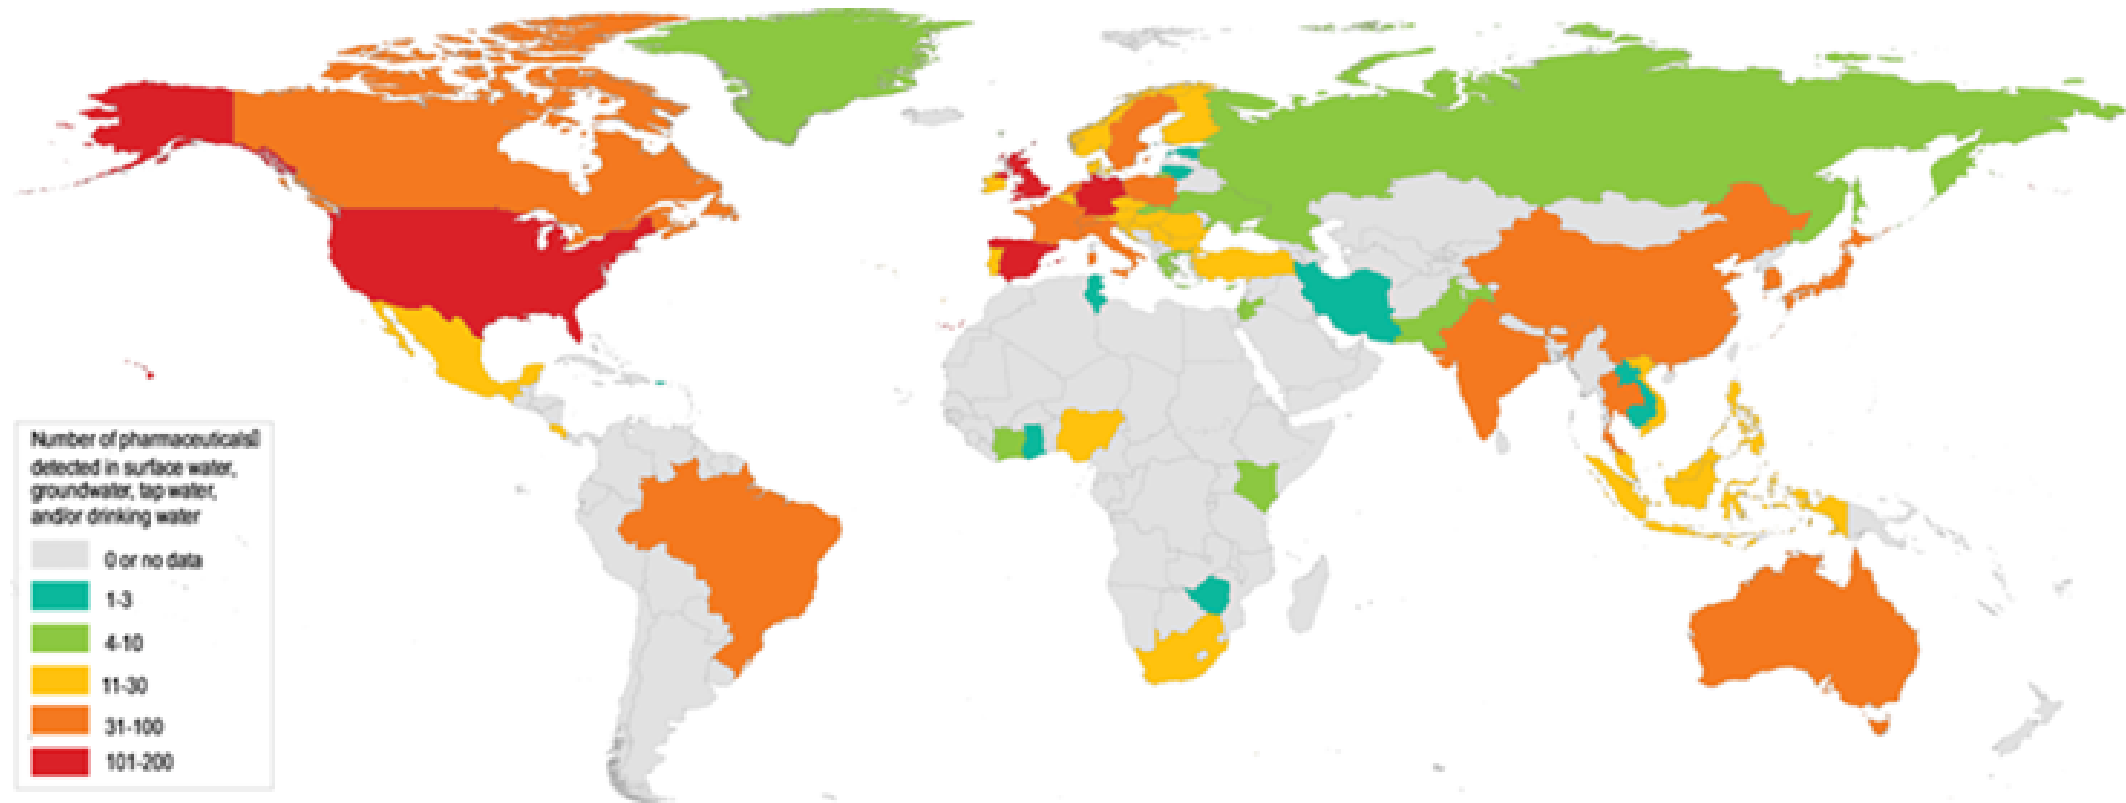 Number of pharmaceuticals▯
detected in surface water,
groundwater, tap water,
and/or drinking water
0 or no data
1-3
4-10
11-30
31-100
101-200